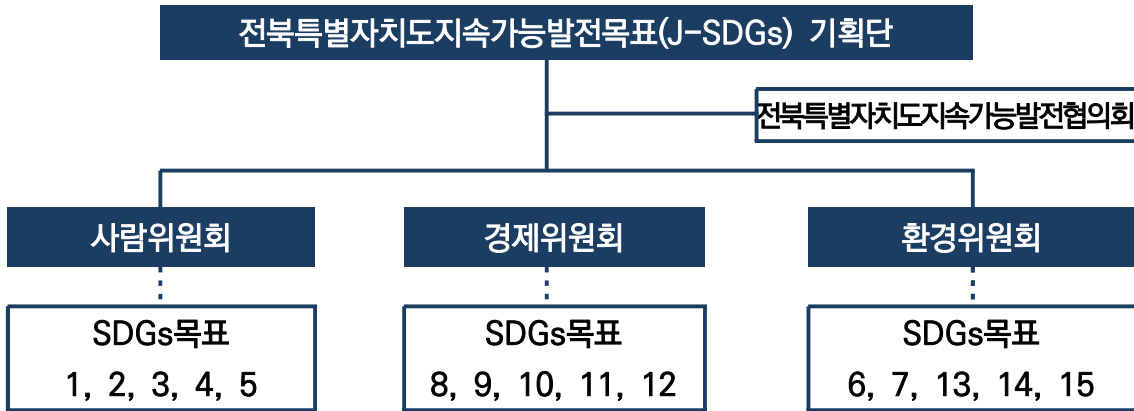 전북특별자치도지속가능발전목표(J-SDGs) 기획단
전북특별자치도지속가능발전협의회
사람위원회
경제위원회
환경위원회
SDGs목표
1, 2, 3, 4, 5
SDGs목표
8, 9, 10, 11, 12
SDGs목표
6, 7, 13, 14, 15